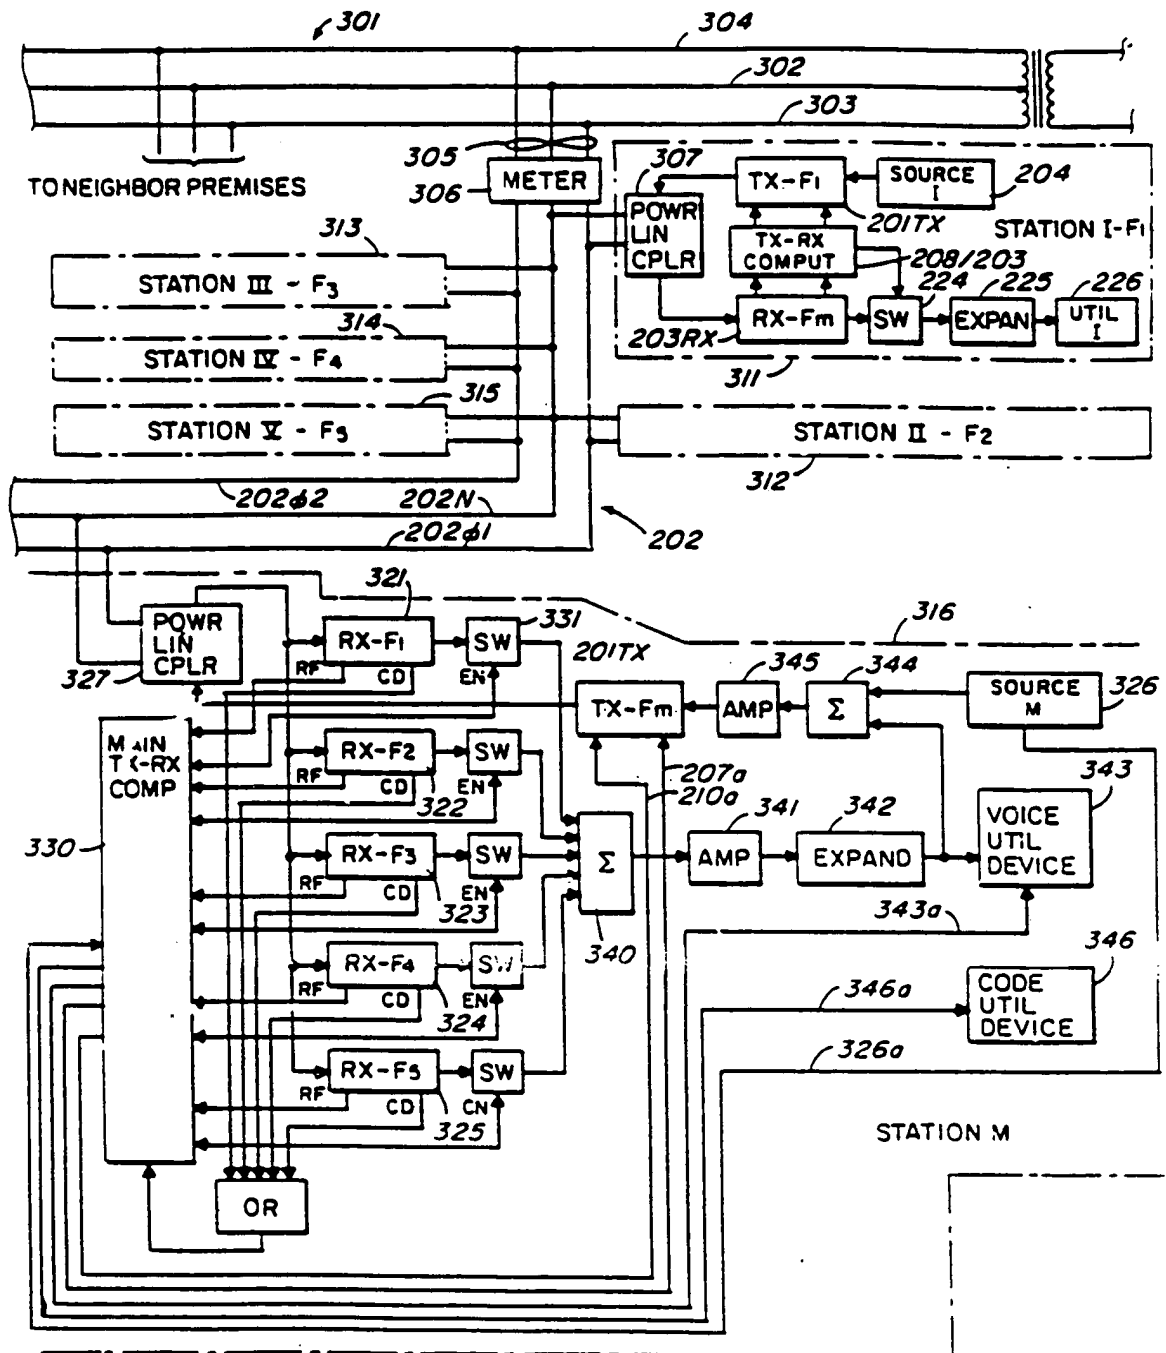 301
304
302
303
305
306
METER
TO NEIGHBOR PREMISES
307
POWR
LIN
CPLR
TX-F1
SOURCE
I
204
201TX
STATION I-F1
TX-RX
COMPUT
208/203
224
225
226
RX-Fm
SW
EXPAN
UTIL
I
203RX
311
313
STATION III - F3
314
STATION IV - F4
315
STATION V - F5
STATION II - F2
312
202ϕ2
202N
202ϕ1
202
321
331
316
POWR
LIN
CPLR
327
RX-F1
SW
RF
CD
EN
201TX
345
344
TX-Fm
AMP
Σ
SOURCE
M
326
MAIN
TX-RX
COMP
330
RX-F2
SW
RF
CD
322
EN
207a
210a
341
342
343
RX-F3
SW
RF
CD
323
EN
Σ
340
AMP
EXPAND
VOICE
UTIL
DEVICE
343a
346
RX-F4
SW
RF
CD
324
EN
346a
CODE
UTIL
DEVICE
326a
RX-F5
SW
RF
CD
325
CN
STATION M
OR